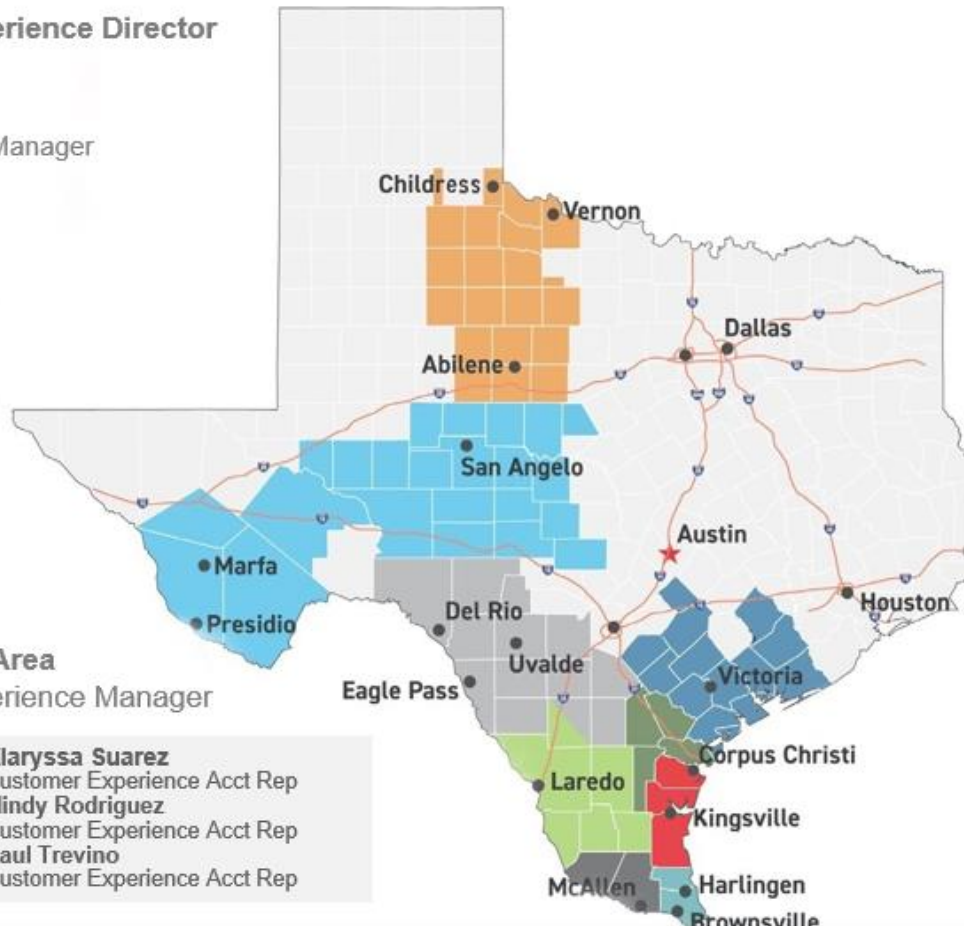 erience Director
Manager
Childress
Vernon
Dallas
Abilene
San Angelo
Austin
Marfa
Houston
Presidio
Del Rio
Uvalde
Area
Victoria
Eagle Pass
erience Manager
laryssa Suarez
ustomer Experience Acct Rep
lindy Rodriguez
ustomer Experience Acct Rep
aul Trevino
ustomer Experience Acct Rep
Corpus Christi
Laredo
Kingsville
McAllen
Harlingen
Brownsville